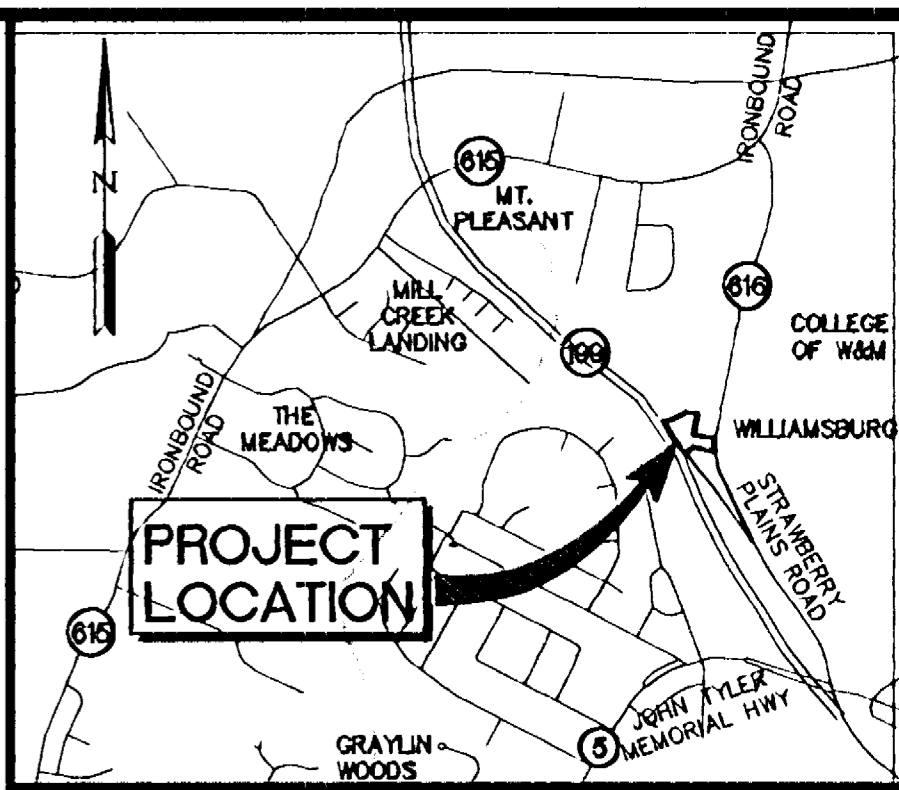 IRONBOUND
ROAD
615
MT.
PLEASANT
N
616
MILL
CREEK
LANDING
COLLEGE
OF W&M
199
IRONBOUND
ROAD
THE
MEADOWS
WILLIAMSBURG
STRAWBERRY
PLAINS ROAD
PROJECT
LOCATION
615
JOHN TYLER
MEMORIAL HWY
5
GRAYLIN
WOODS